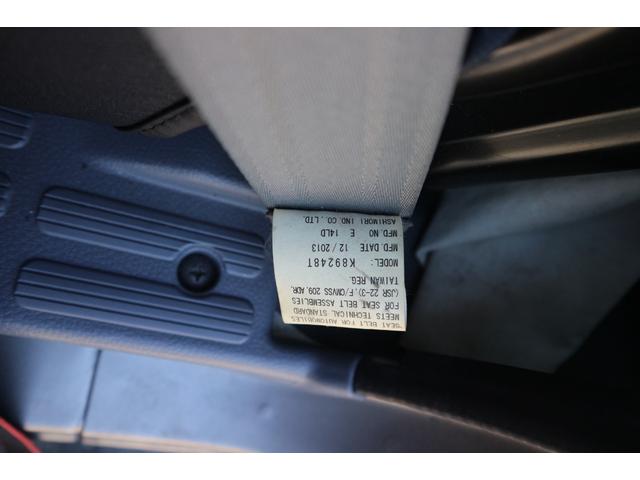 "SEAT BELT FOR AUTOMOBILES
MEETS TECHNICAL STANDARD
FOR SEAT BELT ASSEMBLIES
(JSR 22-3), F/CMVSS 209, ADR,
TAIWAN REG.
MODEL: K89248T
MFD. DATE 12/2013
MFD. NO E 14LD
ASHIMORI IND. CO., LTD.